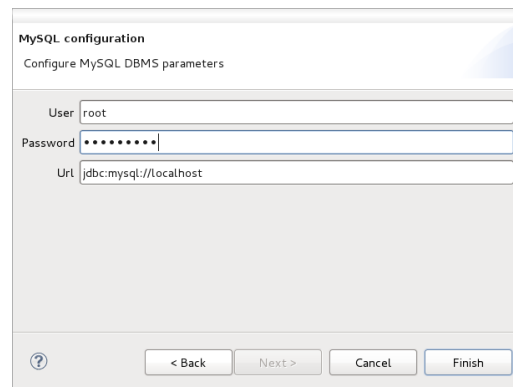 MySQL configuration
Configure MySQL DBMS parameters
User root
Password •••••••••
Url jdbc:mysql://localhost
?
< Back Next > Cancel Finish